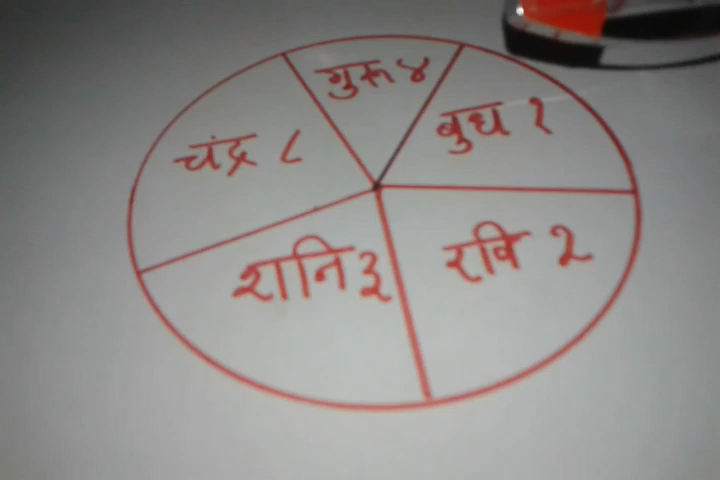 गुरू ४
बुध १
चंद्र ८
रवि २
शनि ३